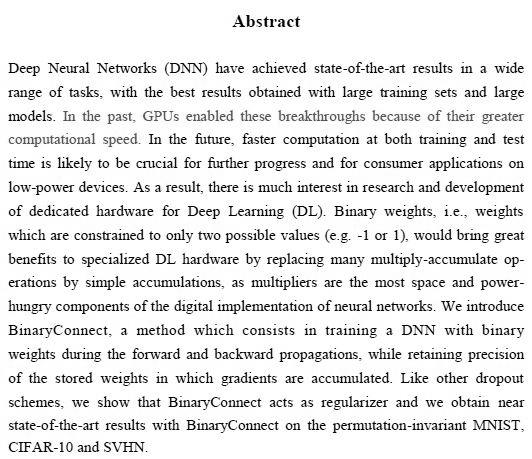 Abstract
Deep Neural Networks (DNN) have achieved state-of-the-art results in a wide
range of tasks, with the best results obtained with large training sets and large
models. In the past, GPUs enabled these breakthroughs because of their greater
computational speed. In the future, faster computation at both training and test
time is likely to be crucial for further progress and for consumer applications on
low-power devices. As a result, there is much interest in research and development
of dedicated hardware for Deep Learning (DL). Binary weights, i.e., weights
which are constrained to only two possible values (e.g. -1 or 1), would bring great
benefits to specialized DL hardware by replacing many multiply-accumulate op-
erations by simple accumulations, as multipliers are the most space and power-
hungry components of the digital implementation of neural networks. We introduce
BinaryConnect, a method which consists in training a DNN with binary
weights during the forward and backward propagations, while retaining precision
of the stored weights in which gradients are accumulated. Like other dropout
schemes, we show that BinaryConnect acts as regularizer and we obtain near
state-of-the-art results with BinaryConnect on the permutation-invariant MNIST,
CIFAR-10 and SVHN.